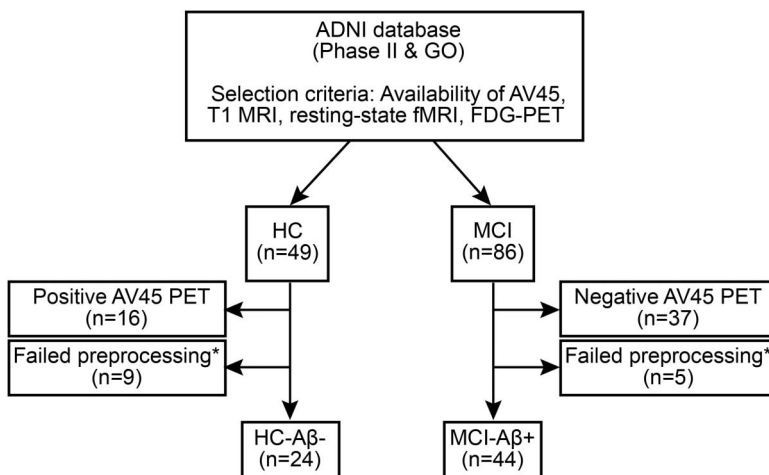 ADNI database
(Phase II & GO)
Selection criteria: Availability of AV45,
T1 MRI, resting-state fMRI, FDG-PET
HC
(n=49)
MCI
(n=86)
Positive AV45 PET
(n=16)
Negative AV45 PET
(n=37)
Failed preprocessing*
(n=9)
Failed preprocessing*
(n=5)
HC-Aβ-
(n=24)
MCI-Aβ+
(n=44)